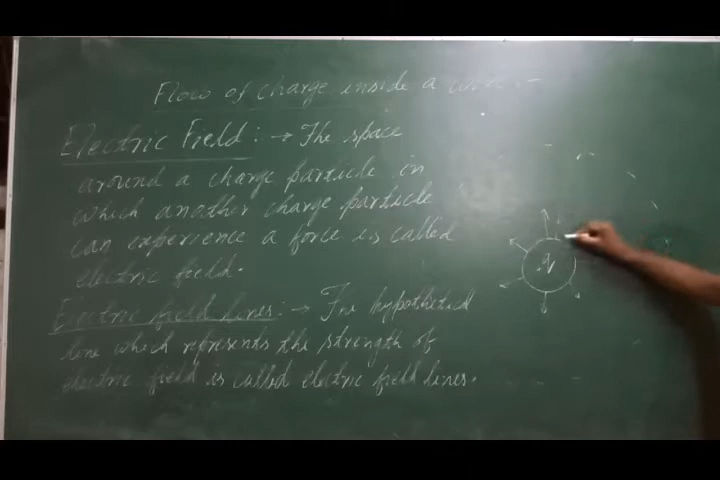 Flow of charge inside a wire :-
Electric Field :- → The space
around a charge particle in
which another charge particle
can experience a force is called
electric field.
Electric field lines :- → The hypothetical
line which represents the strength of
electric field is called electric field lines.
q